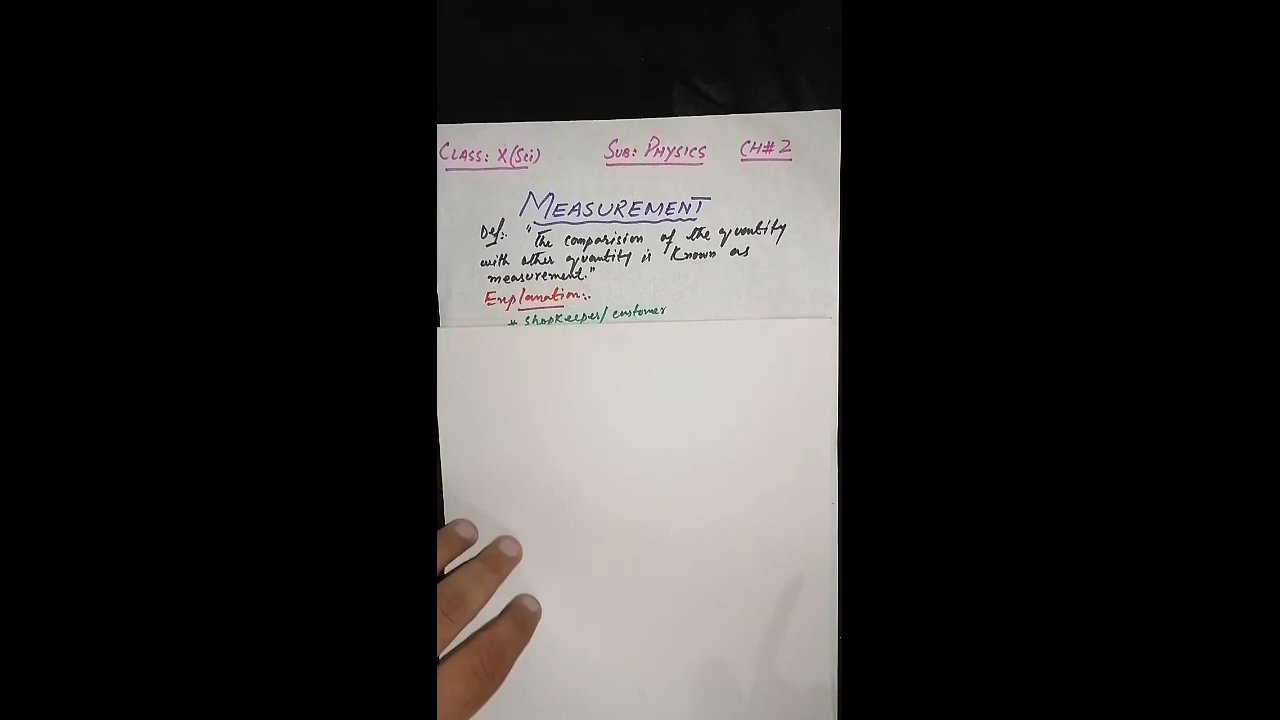 CLASS: X(Sci) SUB: PHYSICS CH# 2
MEASUREMENT
Def:. "The comparision of the quantity
with other quantity is known as
measurement."
Explanation:.
* Shopkeeper/ customer